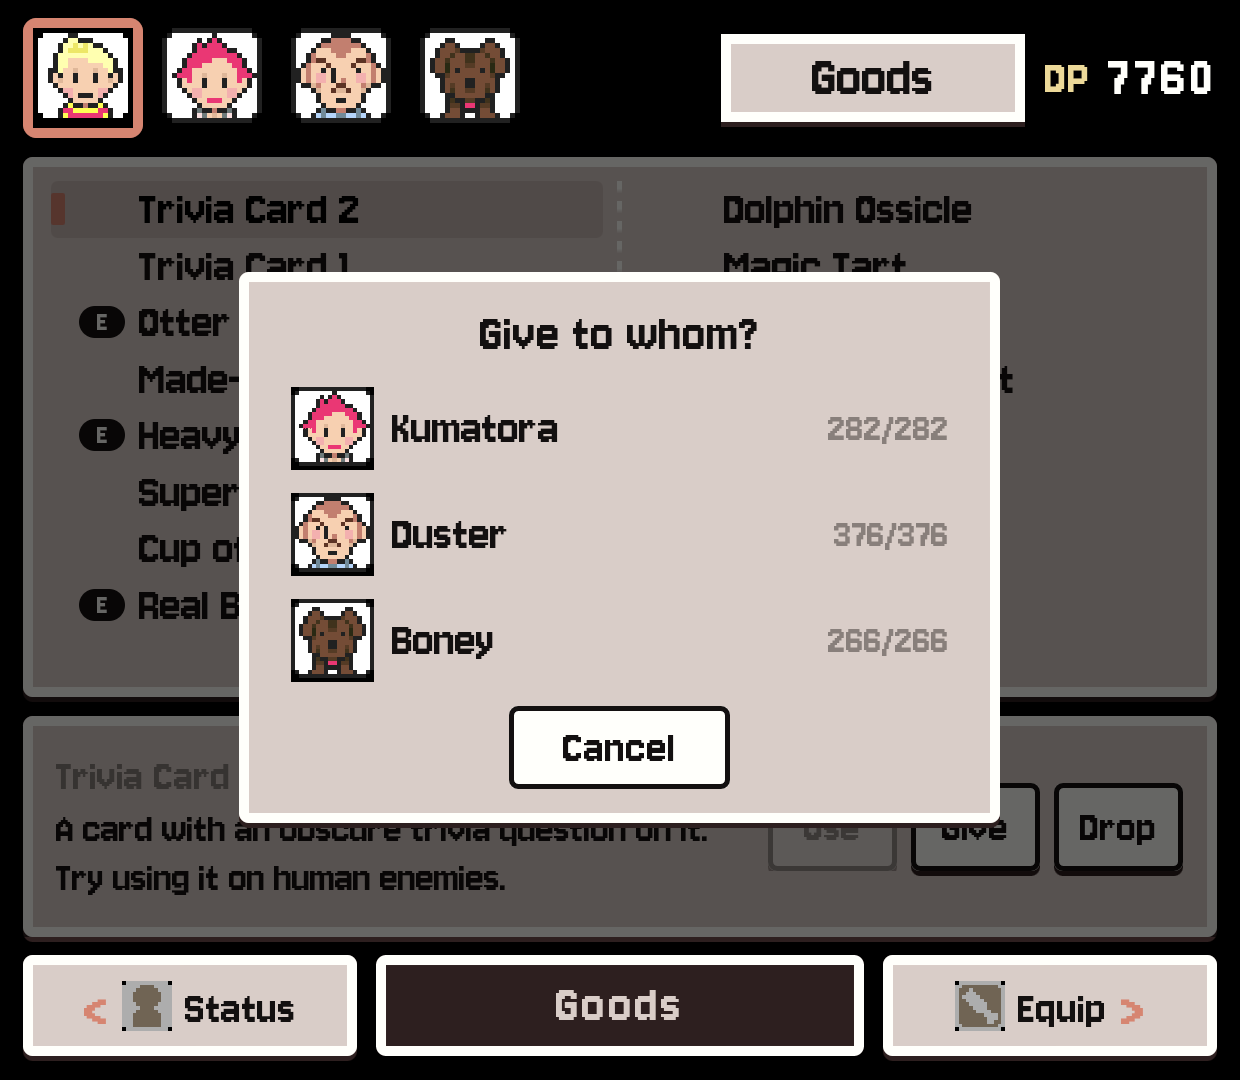 Goods
DP 7760
Trivia Card 2
Dolphin Ossicle
Trivia Card 1
Magic Tart
E Otter
Made-
t
E Heavy
Super
Cup of
E Real B
Give to whom?
Kumatora 282/282
Duster 376/376
Boney 266/266
Cancel
Trivia Card
A card with an obscure trivia question on it.
Try using it on human enemies.
Use
Give
Drop
< Status
Goods
Equip >